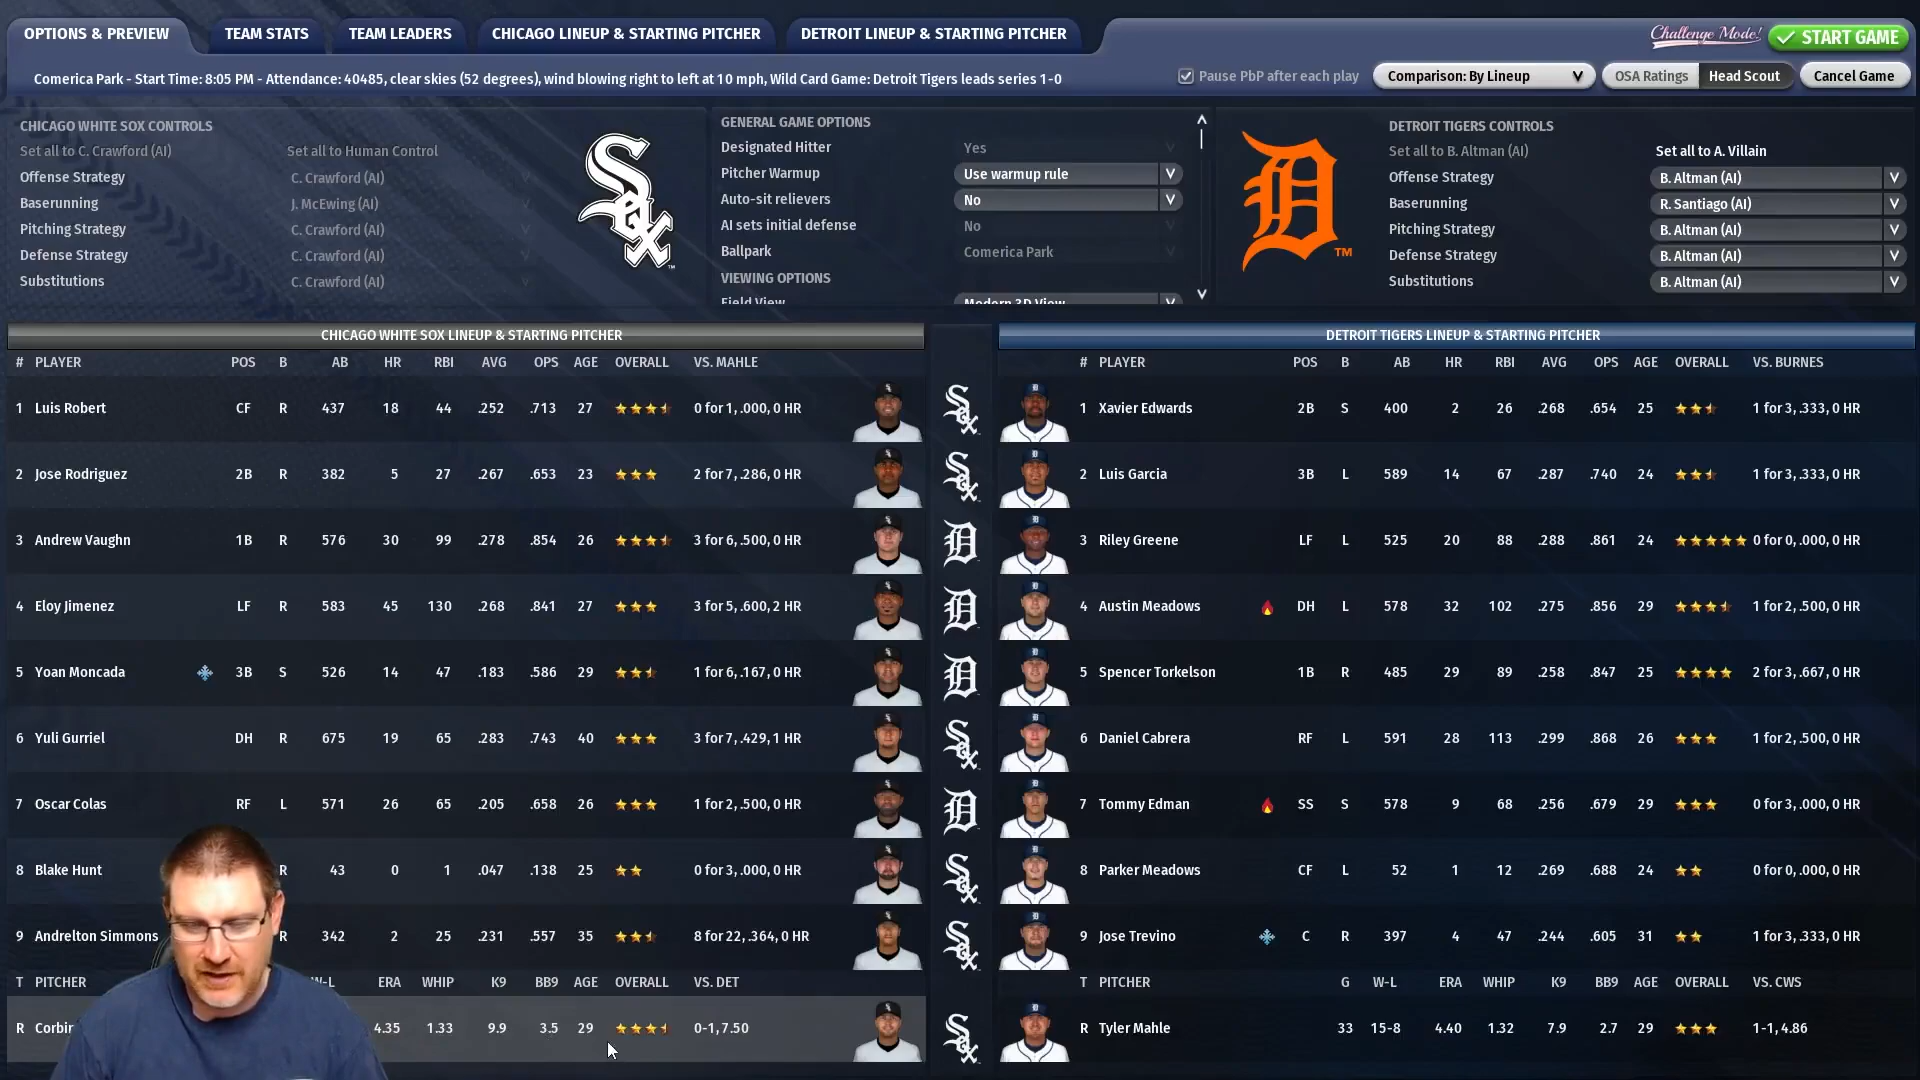 OPTIONS & PREVIEW TEAM STATS TEAM LEADERS CHICAGO LINEUP & STARTING PITCHER DETROIT LINEUP & STARTING PITCHER Challenge Mode! START GAME
Comerica Park - Start Time: 8:05 PM - Attendance: 40485, clear skies (52 degrees), wind blowing right to left at 10 mph, Wild Card Game: Detroit Tigers leads series 1-0 Pause PbP after each play Comparison: By Lineup OSA Ratings Head Scout Cancel Game
CHICAGO WHITE SOX CONTROLS
Set all to C. Crawford (AI) Set all to Human Control
Offense Strategy C. Crawford (AI)
Baserunning J. McEwing (AI)
Pitching Strategy C. Crawford (AI)
Defense Strategy C. Crawford (AI)
Substitutions C. Crawford (AI)
Sox TM
GENERAL GAME OPTIONS
Designated Hitter Yes
Pitcher Warmup Use warmup rule
Auto-sit relievers No
AI sets initial defense No
Ballpark Comerica Park
VIEWING OPTIONS
Field View Modern 3D View
D TM
DETROIT TIGERS CONTROLS
Set all to B. Altman (AI) Set all to A. Villain
Offense Strategy B. Altman (AI)
Baserunning R. Santiago (AI)
Pitching Strategy B. Altman (AI)
Defense Strategy B. Altman (AI)
Substitutions B. Altman (AI)
CHICAGO WHITE SOX LINEUP & STARTING PITCHER
# PLAYER POS B AB HR RBI AVG OPS AGE OVERALL VS. MAHLE
1 Luis Robert CF R 437 18 44 .252 .713 27 0 for 1, .000, 0 HR
2 Jose Rodriguez 2B R 382 5 27 .267 .653 23 2 for 7, .286, 0 HR
3 Andrew Vaughn 1B R 576 30 99 .278 .854 26 3 for 6, .500, 0 HR
4 Eloy Jimenez LF R 583 45 130 .268 .841 27 3 for 5, .600, 2 HR
5 Yoan Moncada 3B S 526 14 47 .183 .586 29 1 for 6, .167, 0 HR
6 Yuli Gurriel DH R 675 19 65 .283 .743 40 3 for 7, .429, 1 HR
7 Oscar Colas RF L 571 26 65 .205 .658 26 1 for 2, .500, 0 HR
8 Blake Hunt R 43 0 1 .047 .138 25 0 for 3, .000, 0 HR
9 Andrelton Simmons R 342 2 25 .231 .557 35 8 for 22, .364, 0 HR
T PITCHER W-L ERA WHIP K9 BB9 AGE OVERALL VS. DET
R Corbin 4.35 1.33 9.9 3.5 29 0-1, 7.50
DETROIT TIGERS LINEUP & STARTING PITCHER
# PLAYER POS B AB HR RBI AVG OPS AGE OVERALL VS. BURNES
1 Xavier Edwards 2B S 400 2 26 .268 .654 25 1 for 3, .333, 0 HR
2 Luis Garcia 3B L 589 14 67 .287 .740 24 1 for 3, .333, 0 HR
3 Riley Greene LF L 525 20 88 .288 .861 24 0 for 0, .000, 0 HR
4 Austin Meadows DH L 578 32 102 .275 .856 29 1 for 2, .500, 0 HR
5 Spencer Torkelson 1B R 485 29 89 .258 .847 25 2 for 3, .667, 0 HR
6 Daniel Cabrera RF L 591 28 113 .299 .868 26 1 for 2, .500, 0 HR
7 Tommy Edman SS S 578 9 68 .256 .679 29 0 for 3, .000, 0 HR
8 Parker Meadows CF L 52 1 12 .269 .688 24 0 for 0, .000, 0 HR
9 Jose Trevino C R 397 4 47 .244 .605 31 1 for 3, .333, 0 HR
T PITCHER G W-L ERA WHIP K9 BB9 AGE OVERALL VS. CWS
R Tyler Mahle 33 15-8 4.40 1.32 7.9 2.7 29 1-1, 4.86